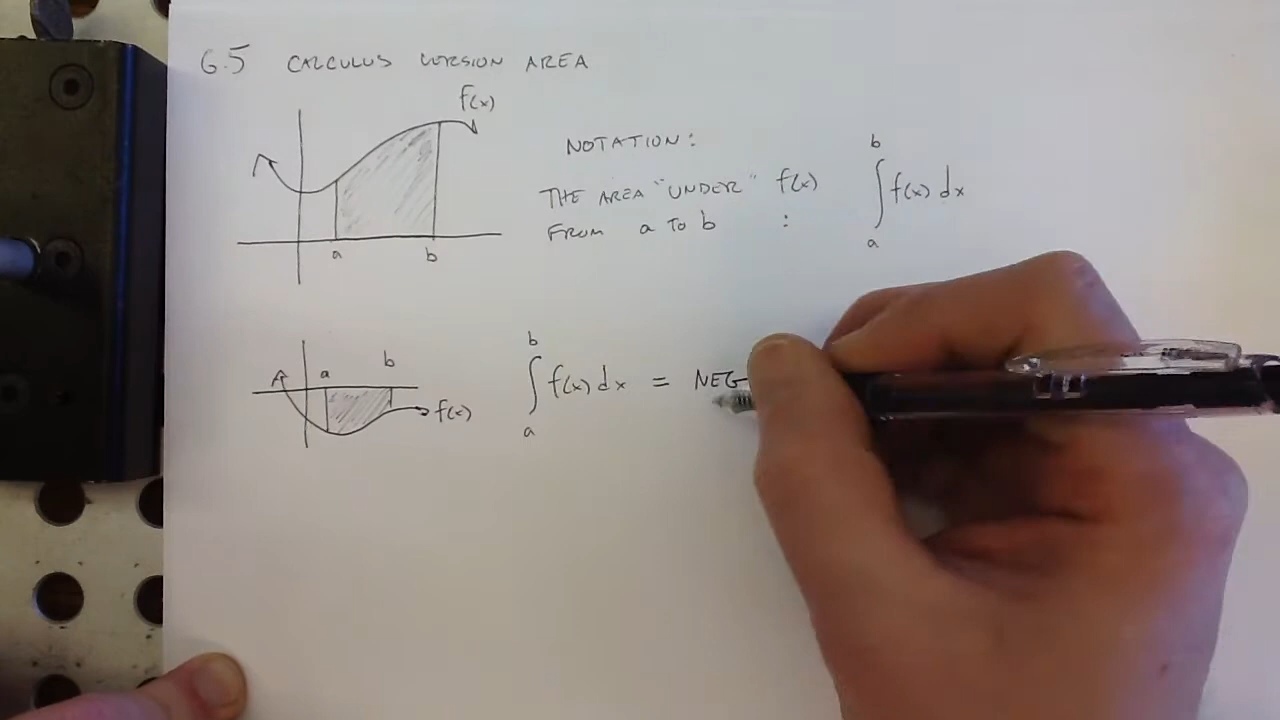 6.5 CALCULUS VERSION AREA
f(x)
a b
NOTATION:
THE AREA "UNDER" f(x)
FROM a TO b :
b
∫ f(x) dx
a
a b
f(x)
b
∫ f(x) dx = NEG
a